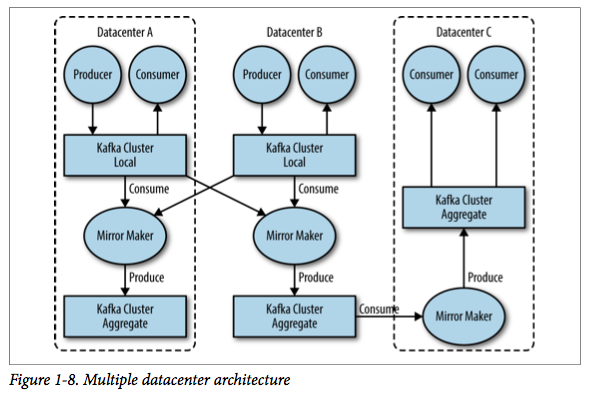 Datacenter A
Datacenter B
Datacenter C
Producer
Consumer
Producer
Consumer
Consumer
Consumer
Kafka Cluster
Local
Kafka Cluster
Local
Consume
Consume
Kafka Cluster
Aggregate
Mirror Maker
Mirror Maker
Produce
Produce
Produce
Kafka Cluster
Aggregate
Kafka Cluster
Aggregate
Consume
Mirror Maker
Figure 1-8. Multiple datacenter architecture